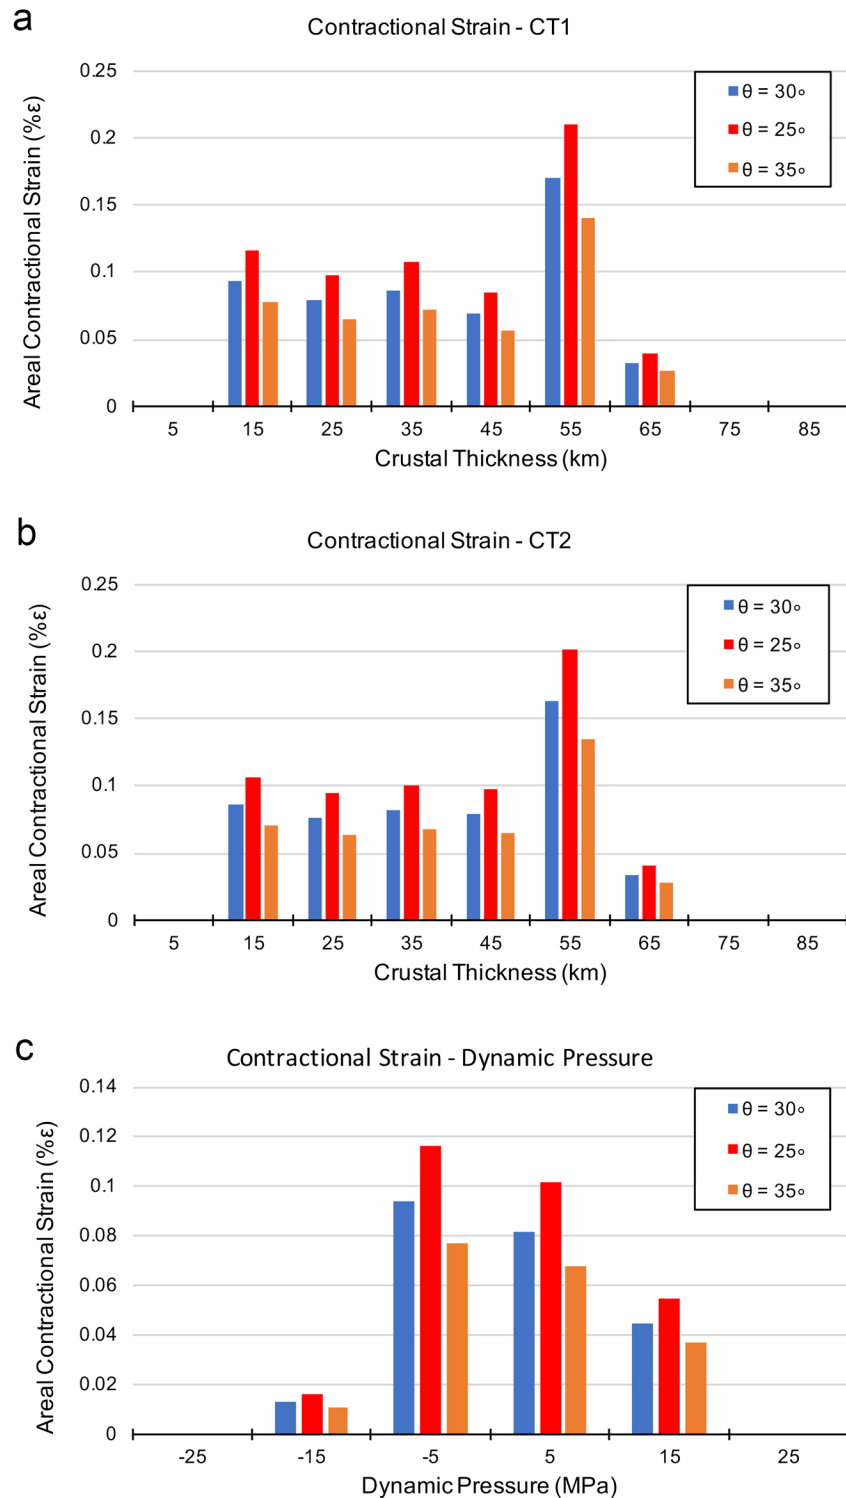 a
Contractional Strain - CT1
Areal Contractional Strain (%ε)
0.25
0.2
0.15
0.1
0.05
0
θ = 30∘
θ = 25∘
θ = 35∘
5 15 25 35 45 55 65 75 85
Crustal Thickness (km)
b
Contractional Strain - CT2
Areal Contractional Strain (%ε)
0.25
0.2
0.15
0.1
0.05
0
θ = 30∘
θ = 25∘
θ = 35∘
5 15 25 35 45 55 65 75 85
Crustal Thickness (km)
c
Contractional Strain - Dynamic Pressure
Areal Contractional Strain (%ε)
0.14
0.12
0.1
0.08
0.06
0.04
0.02
0
θ = 30∘
θ = 25∘
θ = 35∘
-25 -15 -5 5 15 25
Dynamic Pressure (MPa)